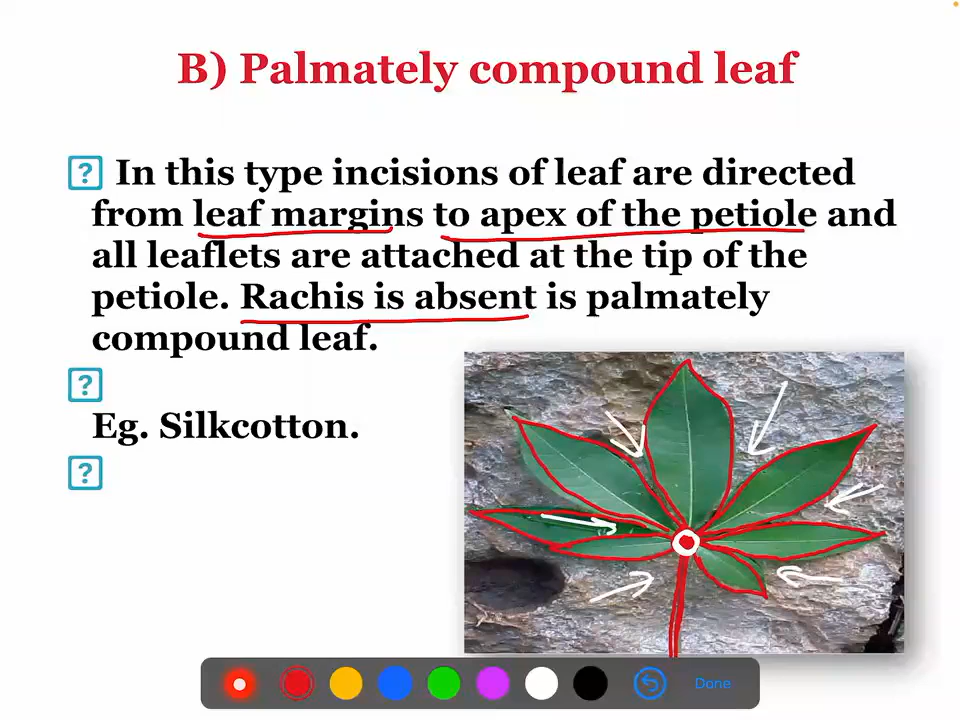 B) Palmately compound leaf
? In this type incisions of leaf are directed
from leaf margins to apex of the petiole and
all leaflets are attached at the tip of the
petiole. Rachis is absent is palmately
compound leaf.
?
Eg. Silkcotton.
?
Done